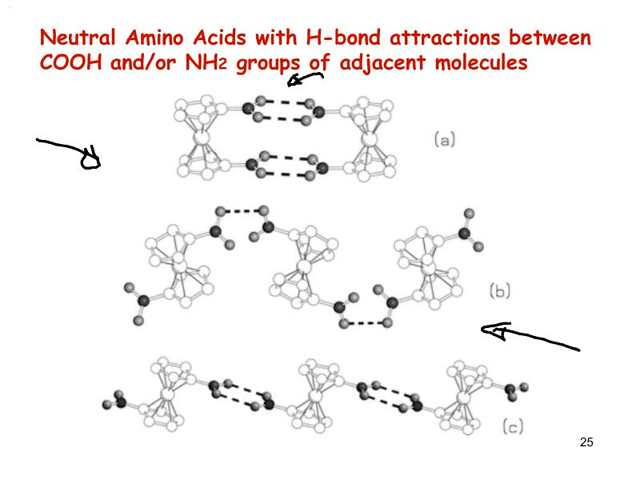 Neutral Amino Acids with H-bond attractions between
COOH and/or NH2 groups of adjacent molecules
(a)
(b)
(c)
25